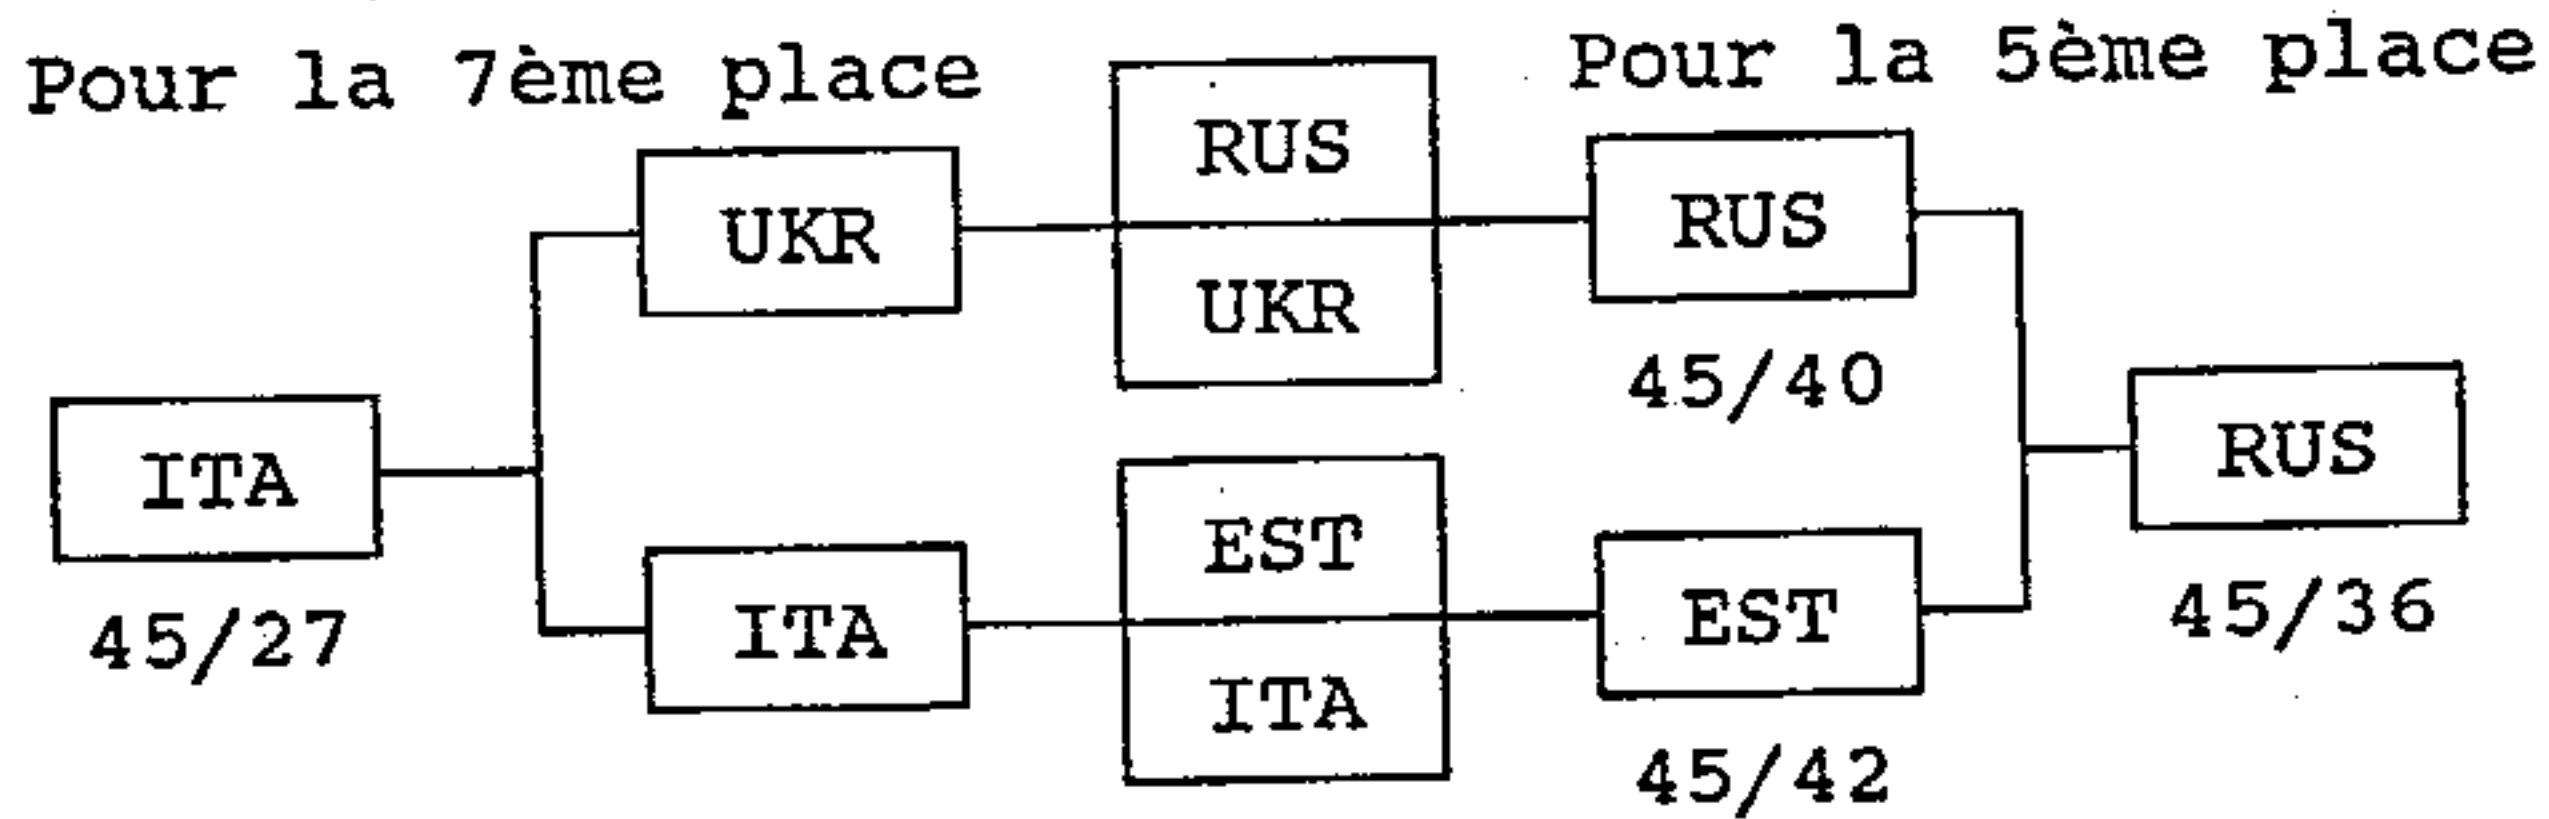 Pour la 7ème place
Pour la 5ème place
RUS
UKR
RUS
UKR
45/40
ITA
RUS
45/27
45/36
EST
ITA
EST
ITA
45/42